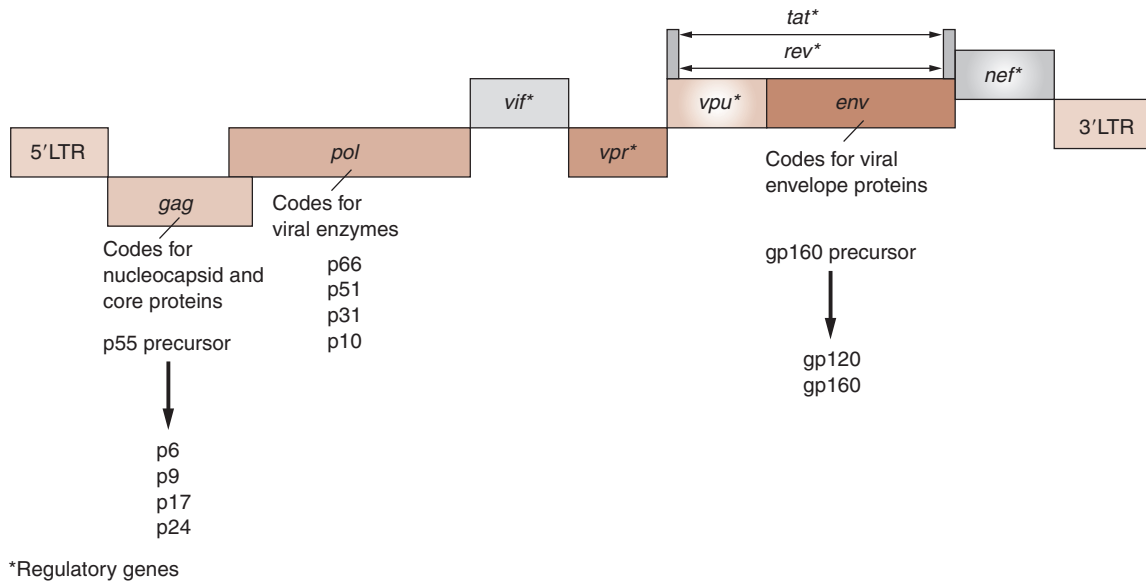 tat*
rev*
nef*
vif*
vpu*
env
5′LTR
pol
vpr*
3′LTR
gag
Codes for
nucleocapsid and
core proteins
p55 precursor
p6
p9
p17
p24
Codes for
viral enzymes
p66
p51
p31
p10
Codes for viral
envelope proteins
gp160 precursor
gp120
gp160
*Regulatory genes